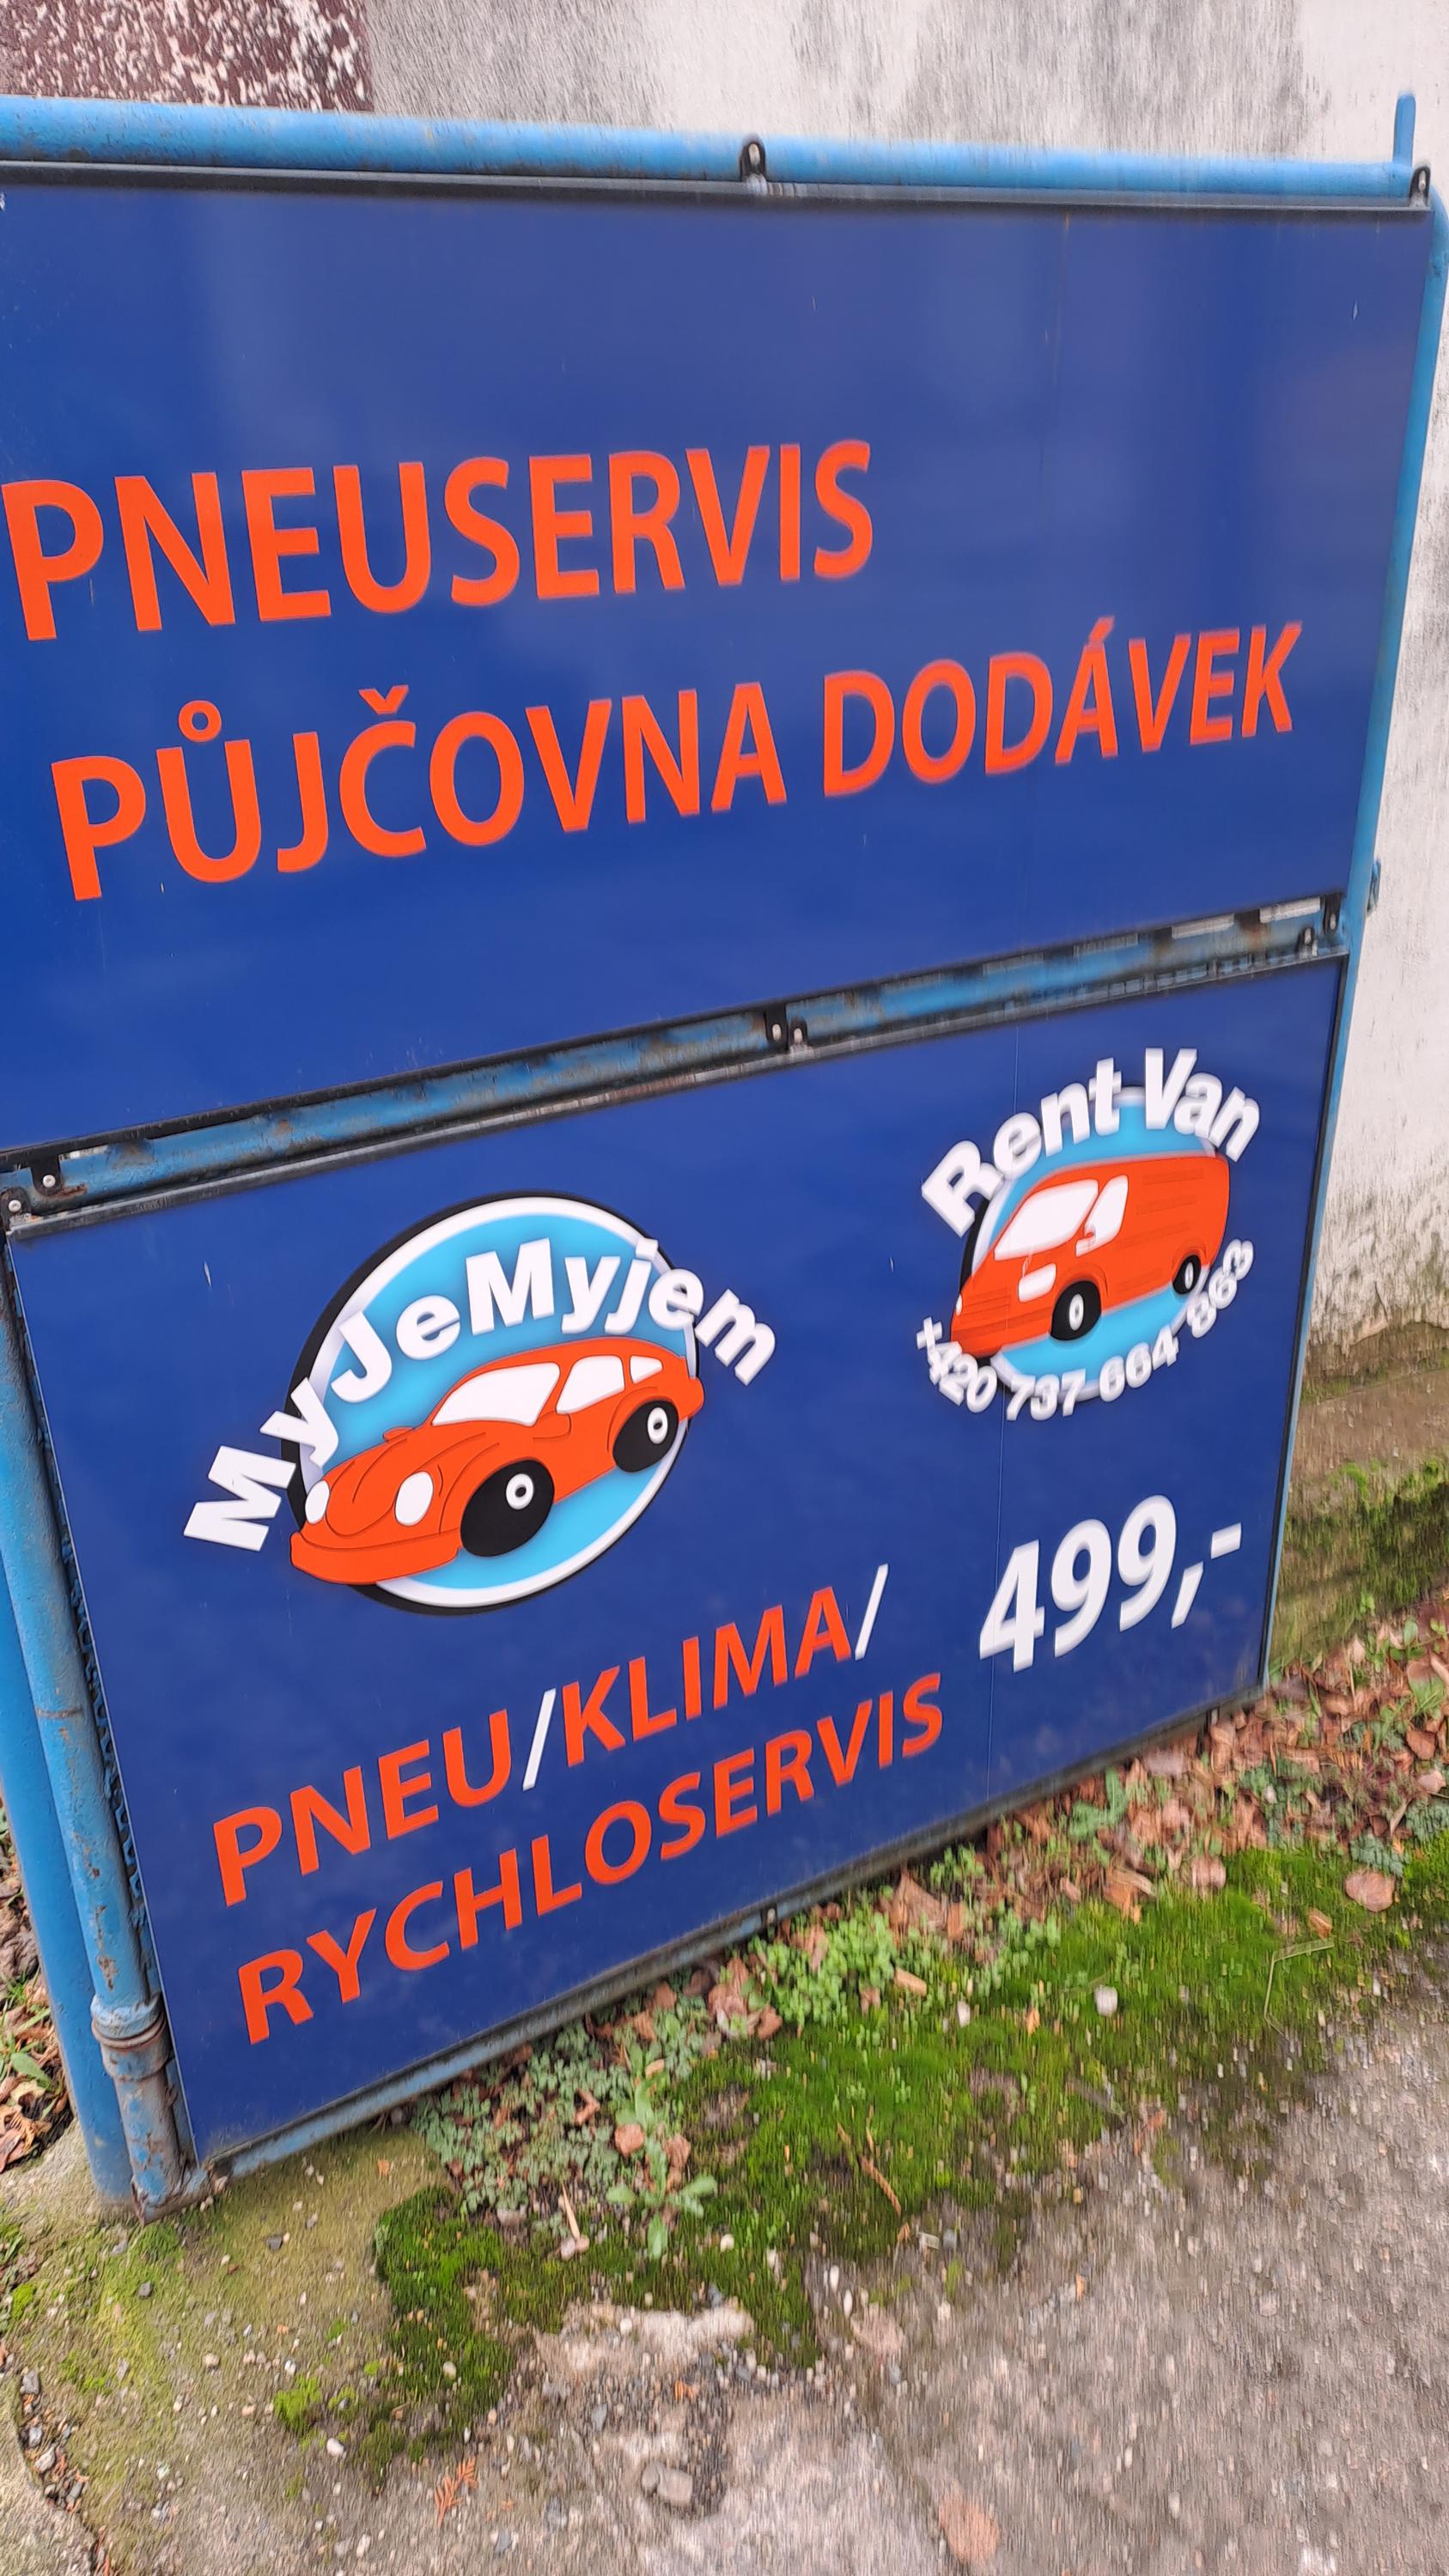 PNEUSERVIS
PŮJČOVNA DODÁVEK
MyJeMyjem
Rent Van
+420 737 664 863
PNEU/KLIMA/
RYCHLOSERVIS
499,-